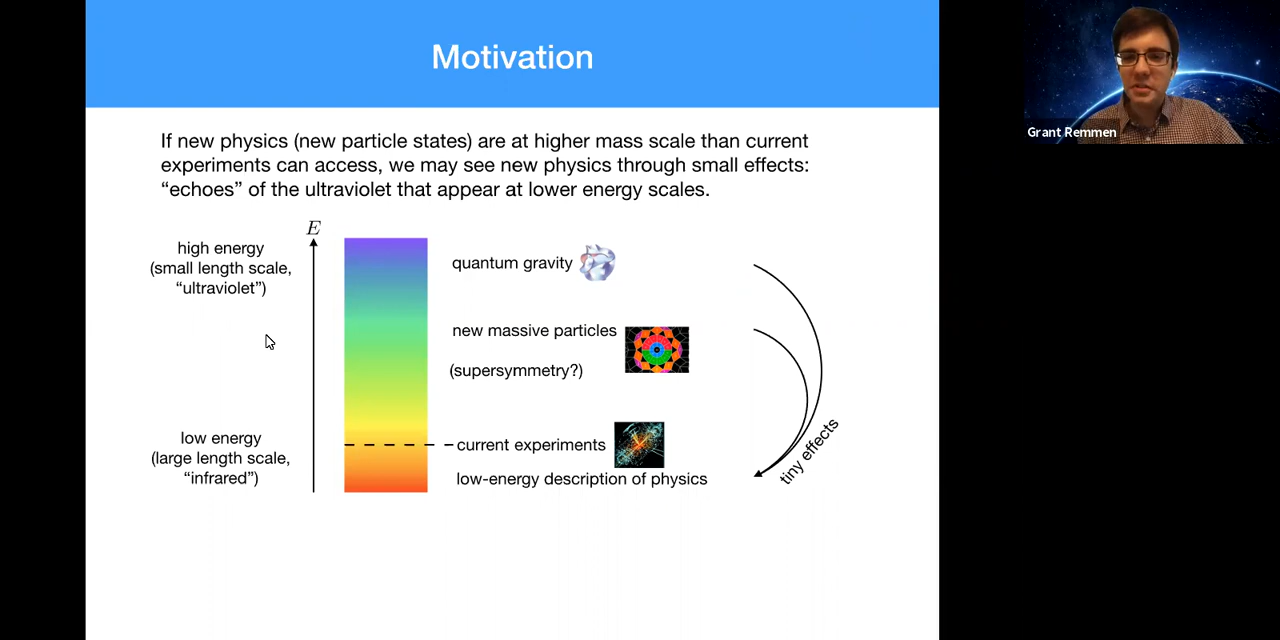 Motivation
If new physics (new particle states) are at higher mass scale than current
experiments can access, we may see new physics through small effects:
“echoes” of the ultraviolet that appear at lower energy scales.
E
high energy
(small length scale,
“ultraviolet”)
quantum gravity
new massive particles
(supersymmetry?)
low energy
(large length scale,
“infrared”)
current experiments
low-energy description of physics
tiny effects
Grant Remmen